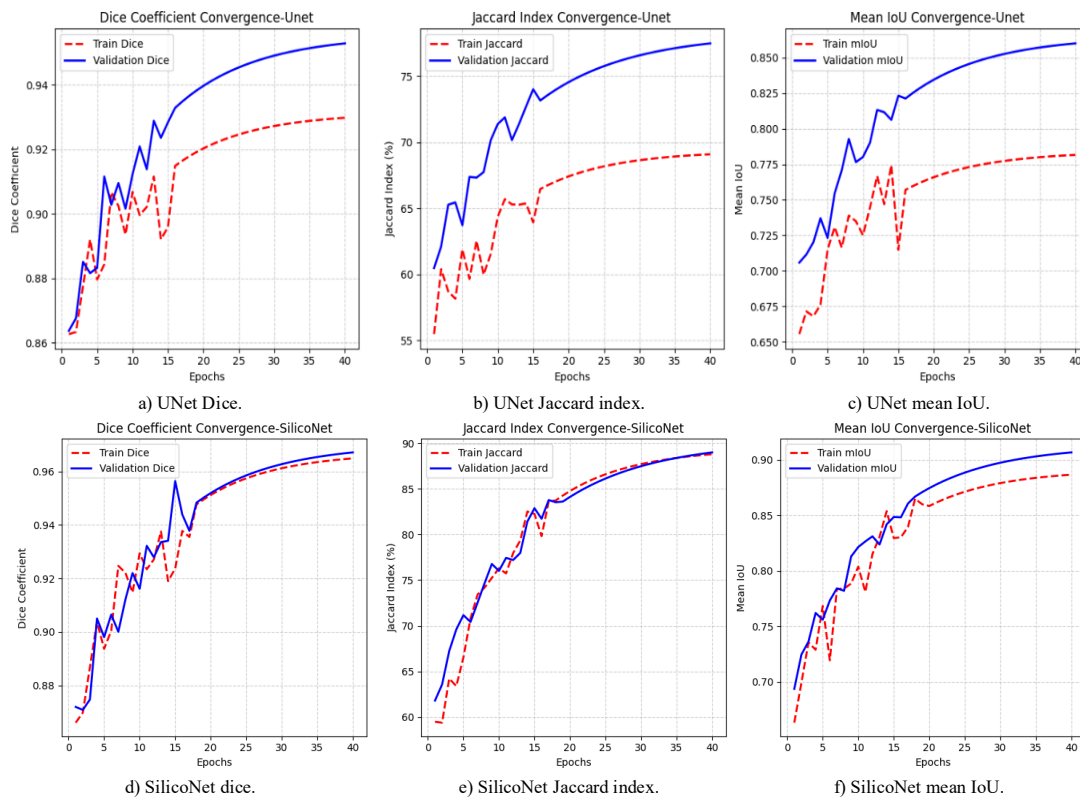 Dice Coefficient Convergence-Unet
Train Dice
Validation Dice
0.94
0.92
0.90
0.88
0.86
Dice Coefficient
0 5 10 15 20 25 30 35 40
Epochs
a) UNet Dice.
Jaccard Index Convergence-Unet
Train Jaccard
Validation Jaccard
75
70
65
60
55
Jaccard Index (%)
0 5 10 15 20 25 30 35 40
Epochs
b) UNet Jaccard index.
Mean IoU Convergence-Unet
Train mIoU
Validation mIoU
0.850
0.825
0.800
0.775
0.750
0.725
0.700
0.675
0.650
Mean IoU
0 5 10 15 20 25 30 35 40
Epochs
c) UNet mean IoU.
Dice Coefficient Convergence-SilicoNet
Train Dice
Validation Dice
0.96
0.94
0.92
0.90
0.88
Dice Coefficient
0 5 10 15 20 25 30 35 40
Epochs
d) SilicoNet dice.
Jaccard Index Convergence-SilicoNet
Train Jaccard
Validation Jaccard
90
85
80
75
70
65
60
Jaccard Index (%)
0 5 10 15 20 25 30 35 40
Epochs
e) SilicoNet Jaccard index.
Mean IoU Convergence-SilicoNet
Train mIoU
Validation mIoU
0.90
0.85
0.80
0.75
0.70
Mean IoU
0 5 10 15 20 25 30 35 40
Epochs
f) SilicoNet mean IoU.